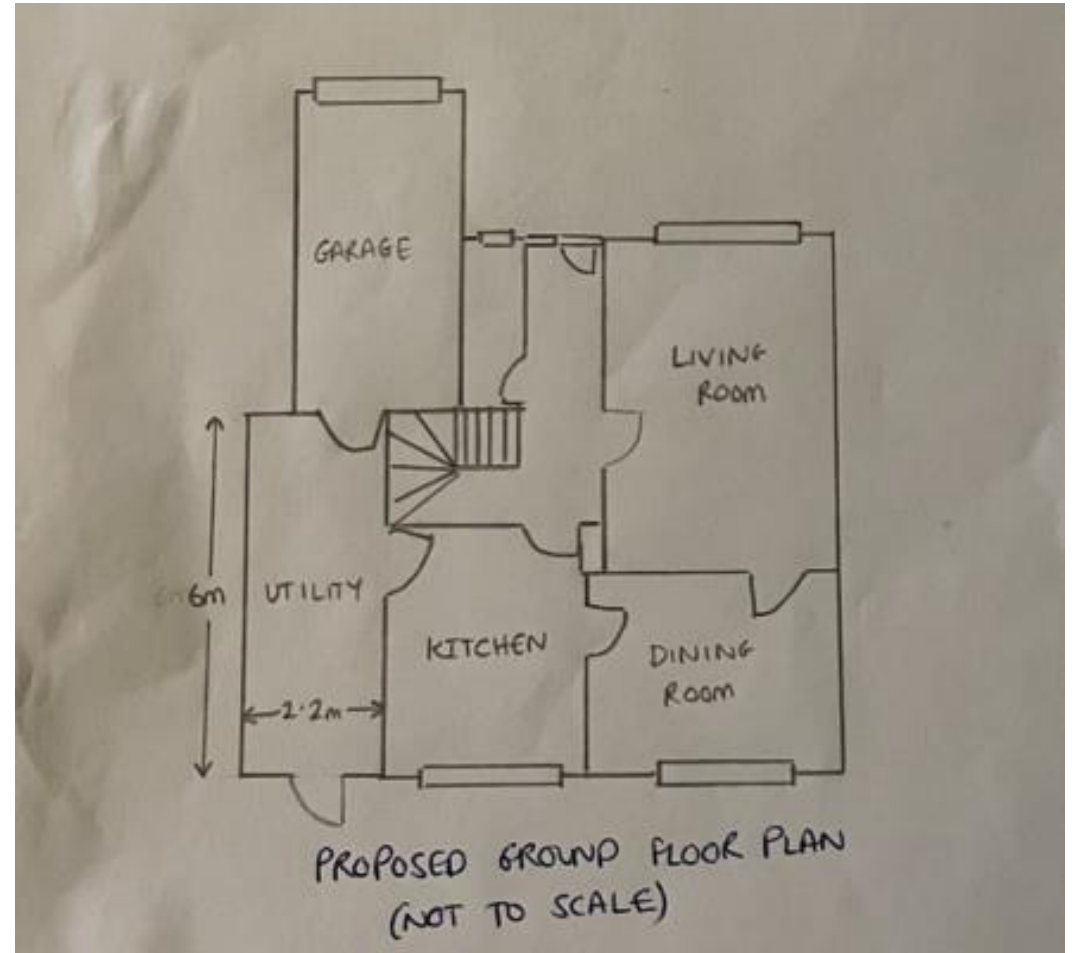 GARAGE
LIVING
ROOM
6m
UTILITY
KITCHEN
DINING
ROOM
2.2m
PROPOSED GROUND FLOOR PLAN
(NOT TO SCALE)